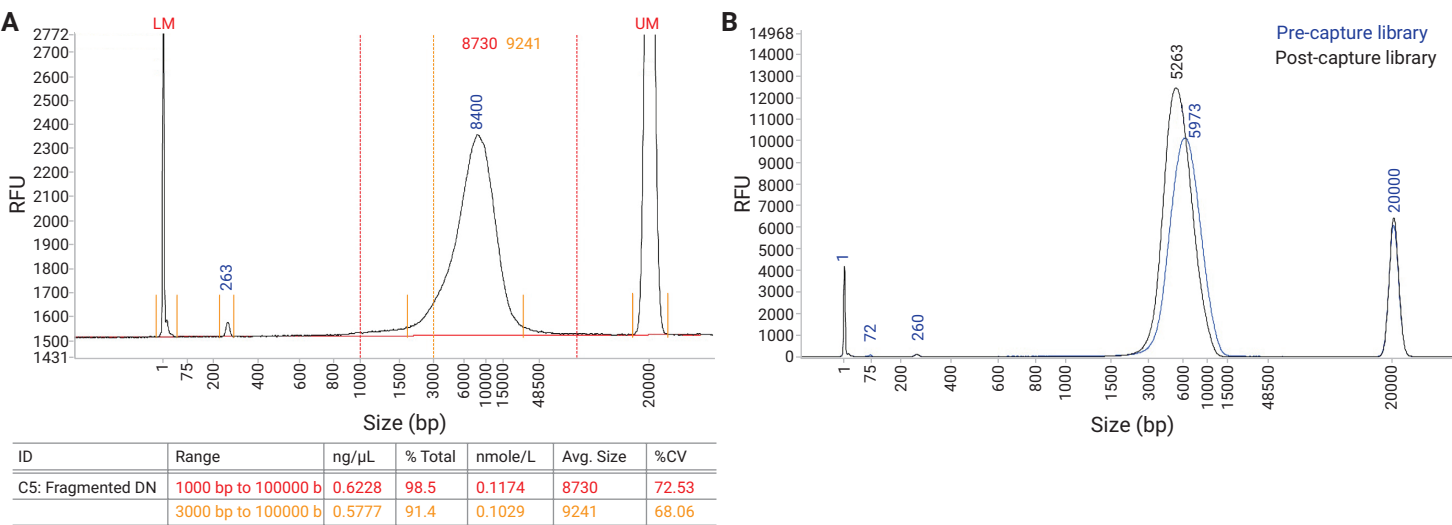 A
LM
UM
8730 9241
2772
2700
2600
2500
2400
2300
2200
2100
2000
1900
1800
1700
1600
1500
1431
RFU
263
8400
1 75 200 400 600 800 1000 1500 3000 6000 10000 15000 48500 20000
Size (bp)
ID Range ng/µL % Total nmole/L Avg. Size %CV
C5: Fragmented DN 1000 bp to 100000 b 0.6228 98.5 0.1174 8730 72.53
3000 bp to 100000 b 0.5777 91.4 0.1029 9241 68.06
B
Pre-capture library
Post-capture library
14968
14000
13000
12000
11000
10000
9000
8000
7000
6000
5000
4000
3000
2000
1000
0
RFU
1
72
260
5263
5973
20000
1 75 200 400 600 800 1000 1500 3000 6000 10000 15000 48500 20000
Size (bp)